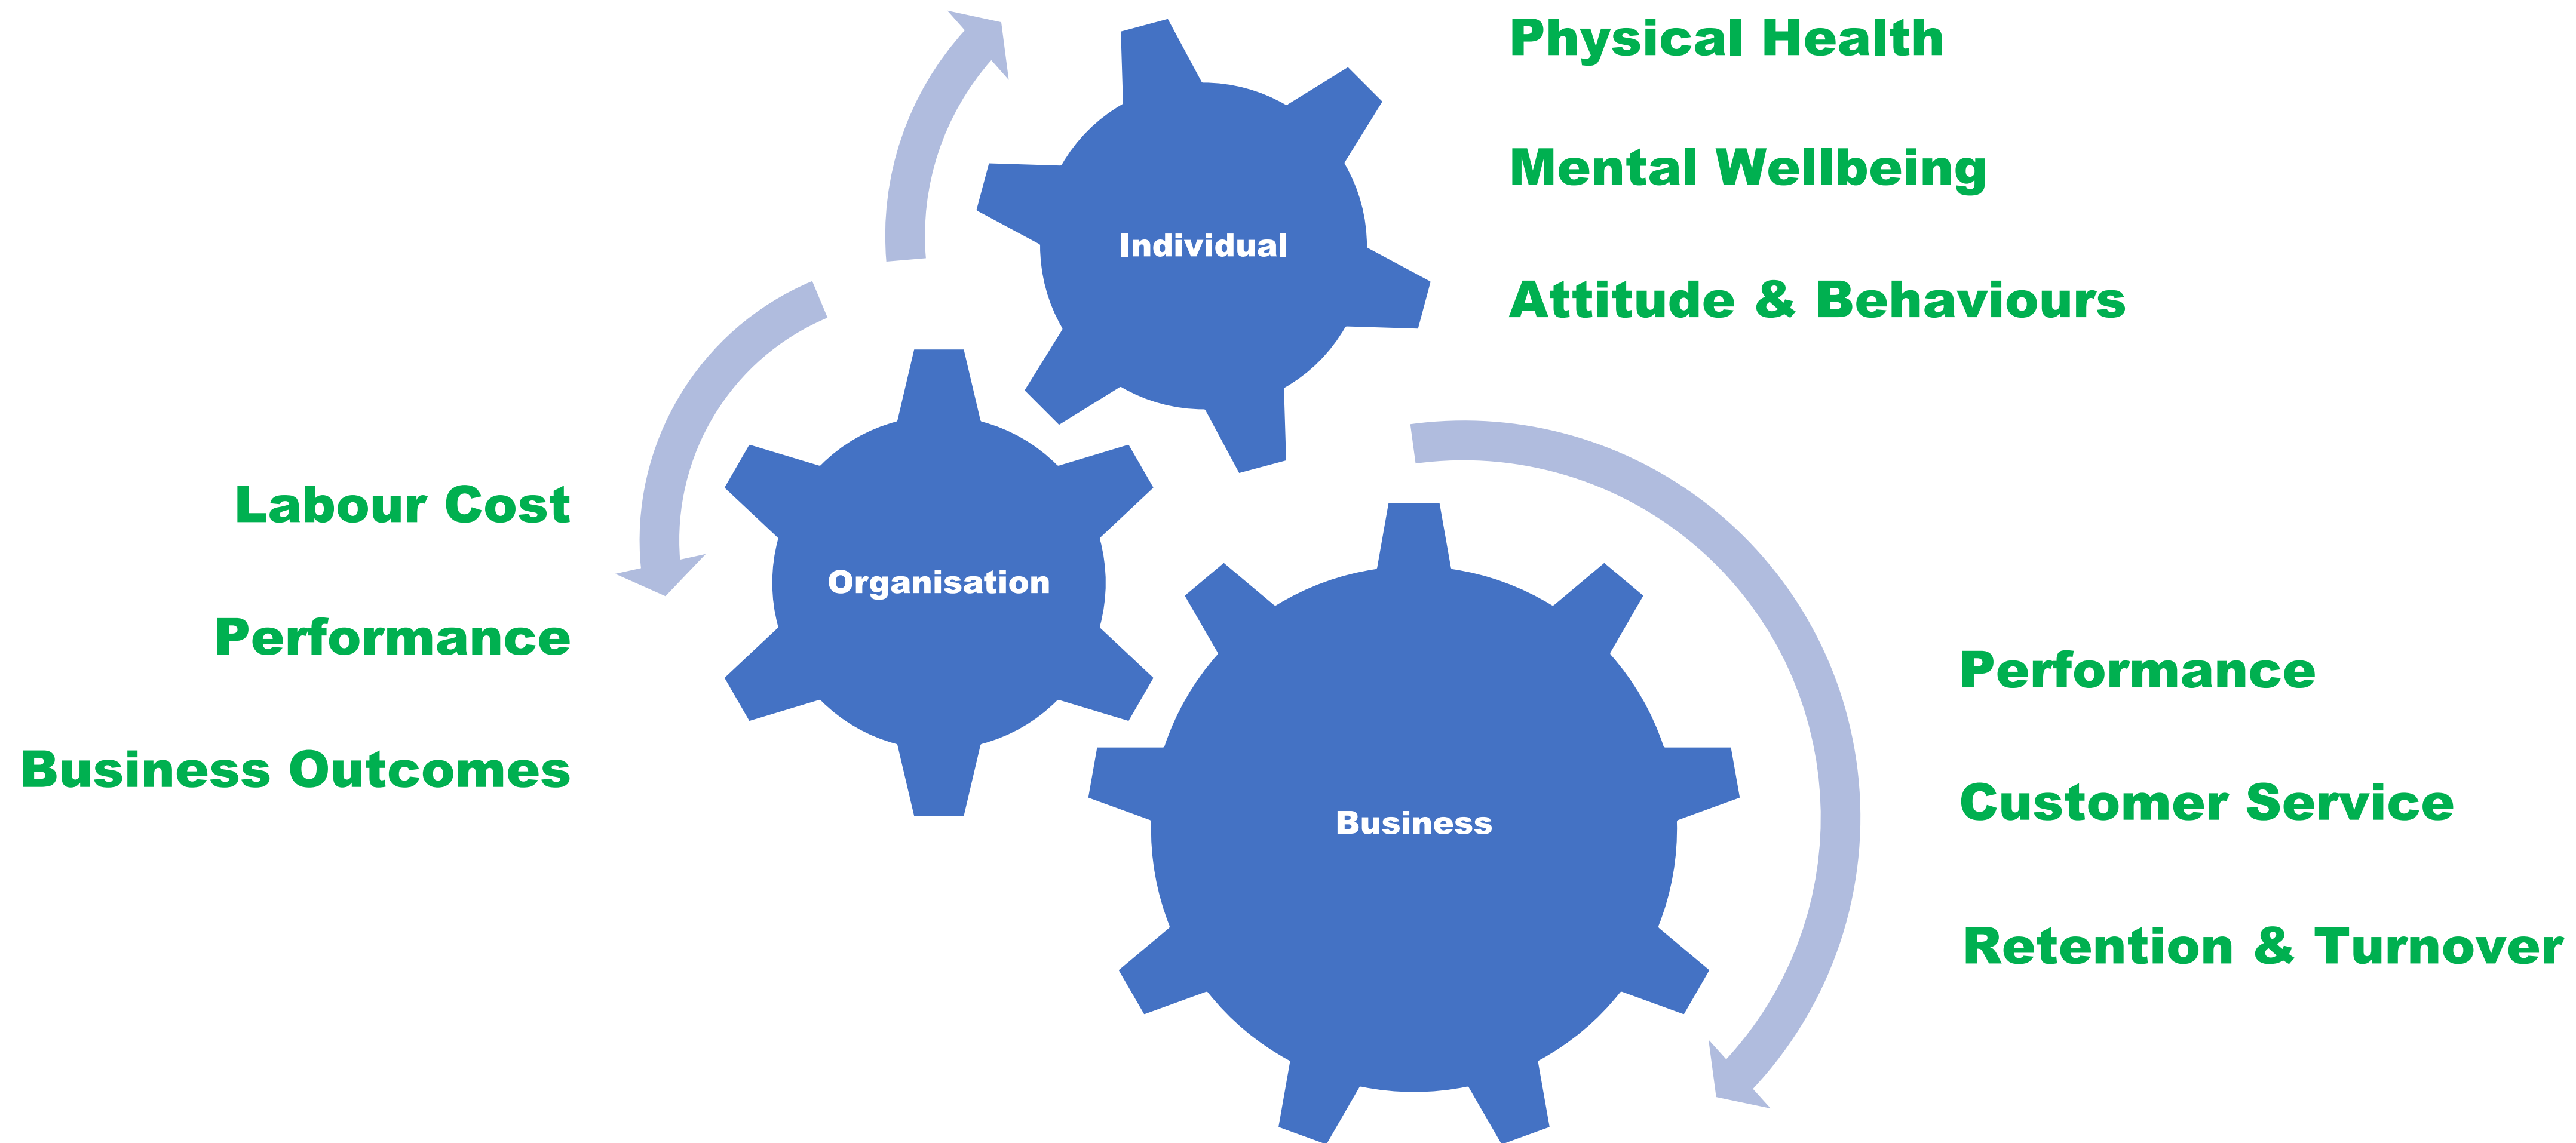 Physical Health
Mental Wellbeing
Attitude & Behaviours
Individual
Labour Cost
Performance
Business Outcomes
Organisation
Business
Performance
Customer Service
Retention & Turnover